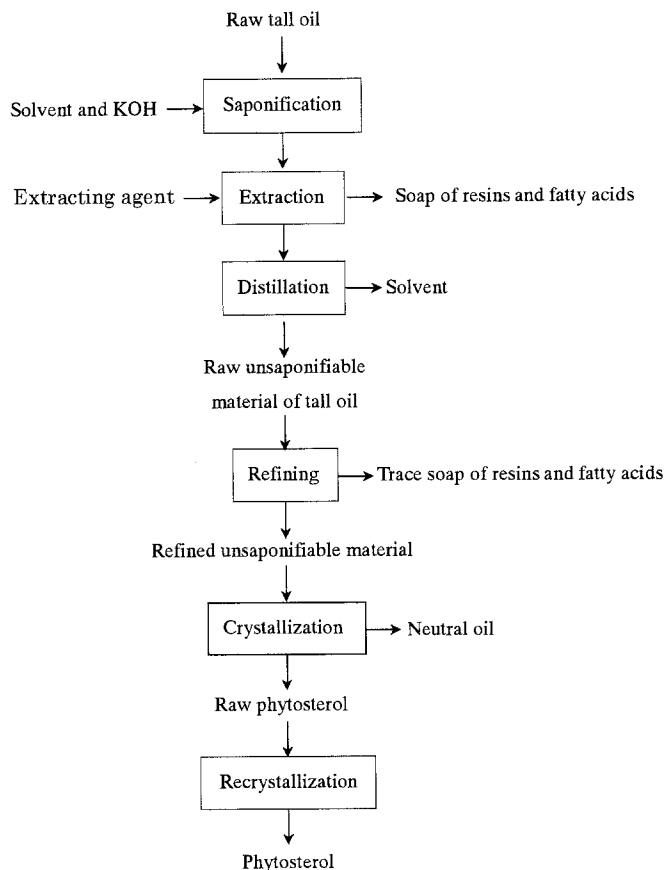 Raw tall oil
Solvent and KOH
Saponification
Extracting agent
Extraction
Soap of resins and fatty acids
Distillation
Solvent
Raw unsaponifiable
material of tall oil
Refining
Trace soap of resins and fatty acids
Refined unsaponifiable material
Crystallization
Neutral oil
Raw phytosterol
Recrystallization
Phytosterol